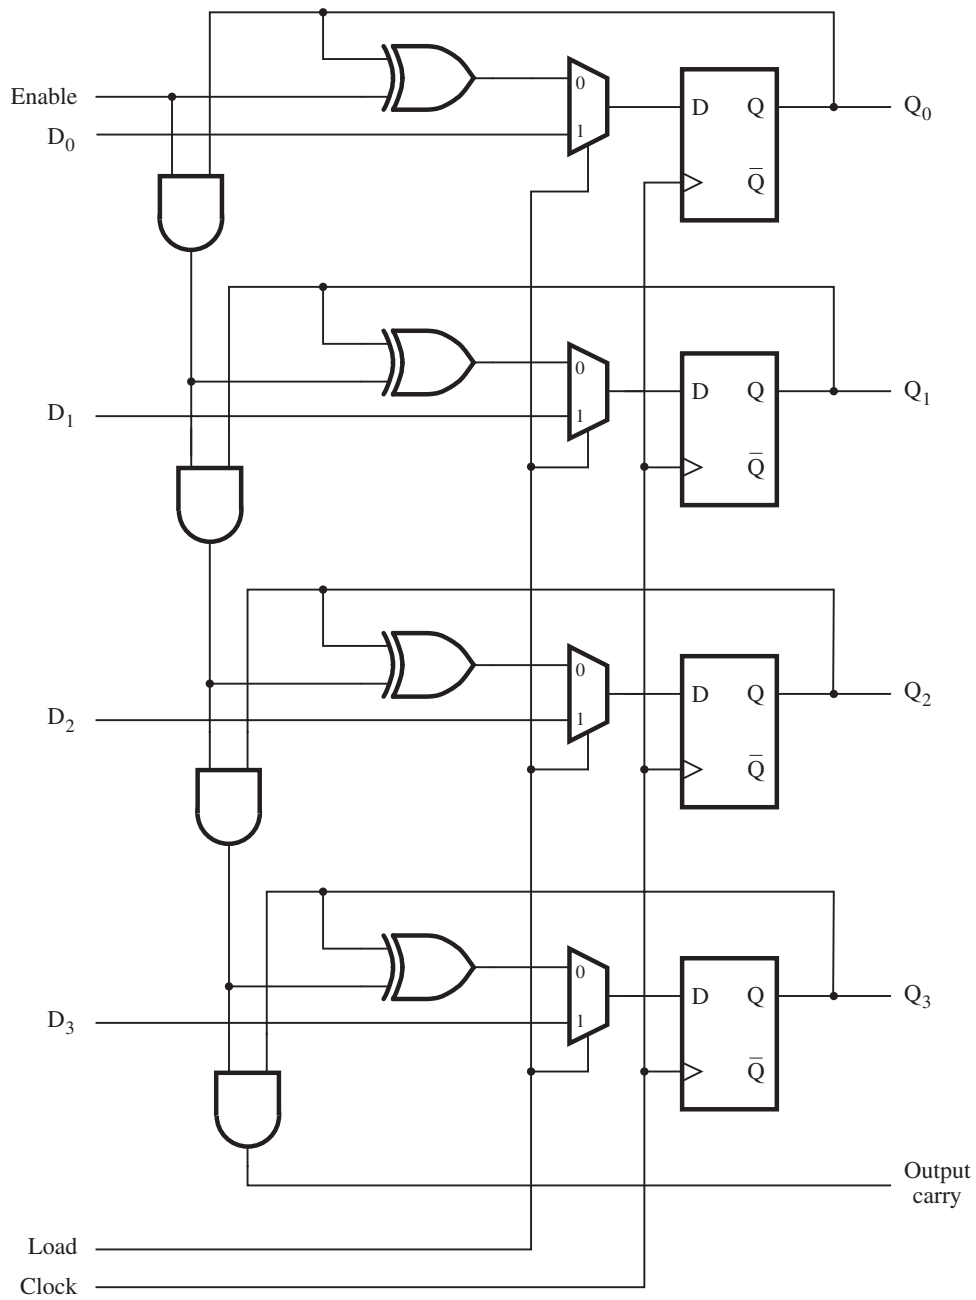 Enable
D0
0
1
D Q
Q̅
Q0
D1
0
1
D Q
Q̅
Q1
D2
0
1
D Q
Q̅
Q2
D3
0
1
D Q
Q̅
Q3
Output
carry
Load
Clock